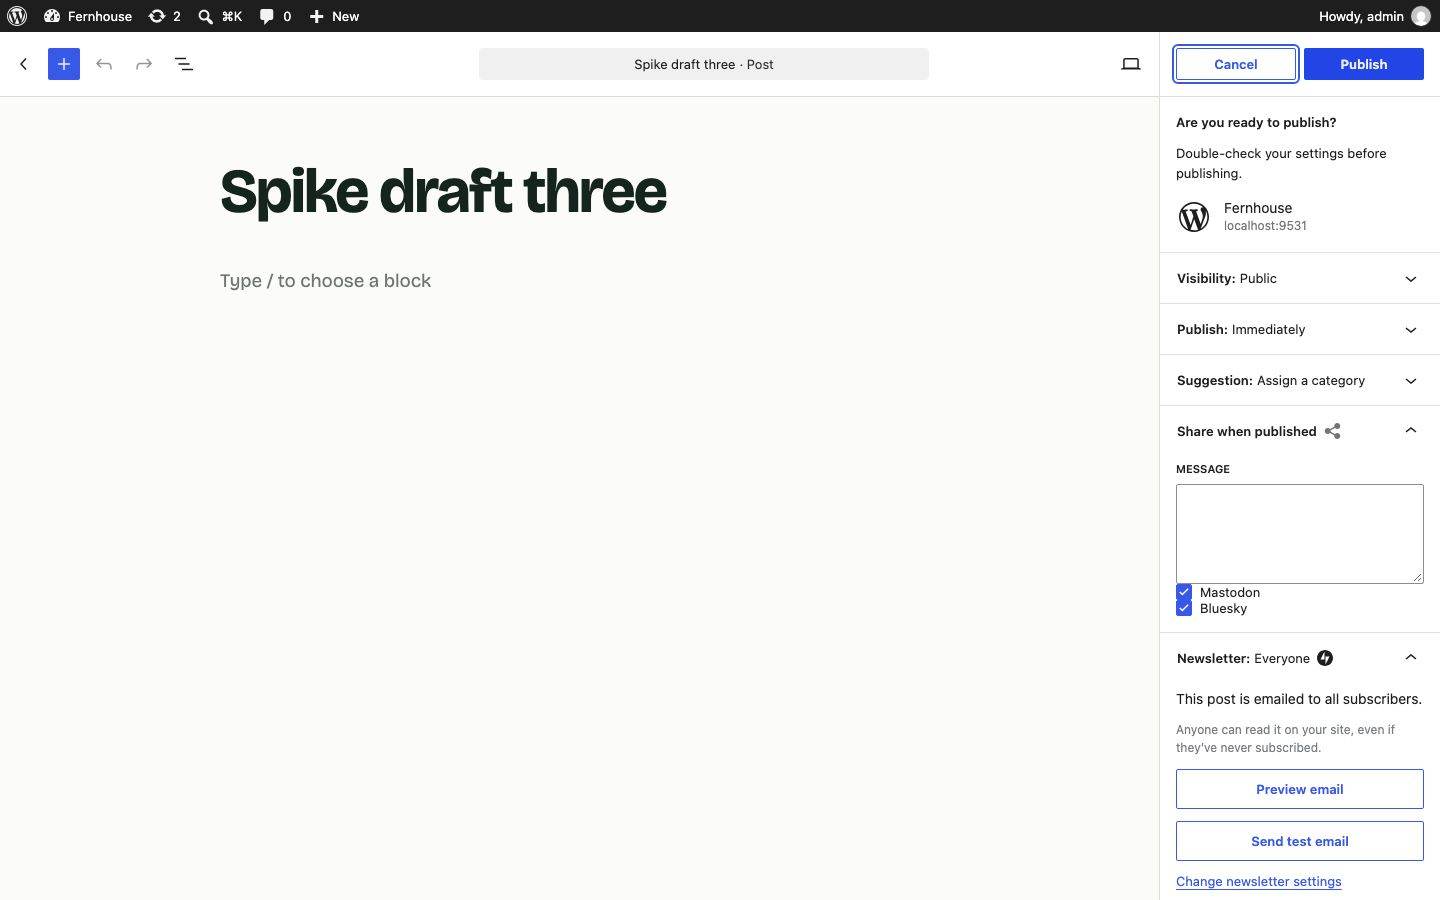 Fernhouse 2 ⌘K 0 New Howdy, admin
Spike draft three · Post
Cancel Publish
Spike draft three
Type / to choose a block
Are you ready to publish?
Double-check your settings before
publishing.
Fernhouse
localhost:9531
Visibility: Public
Publish: Immediately
Suggestion: Assign a category
Share when published
MESSAGE
Mastodon
Bluesky
Newsletter: Everyone
This post is emailed to all subscribers.
Anyone can read it on your site, even if
they've never subscribed.
Preview email
Send test email
Change newsletter settings